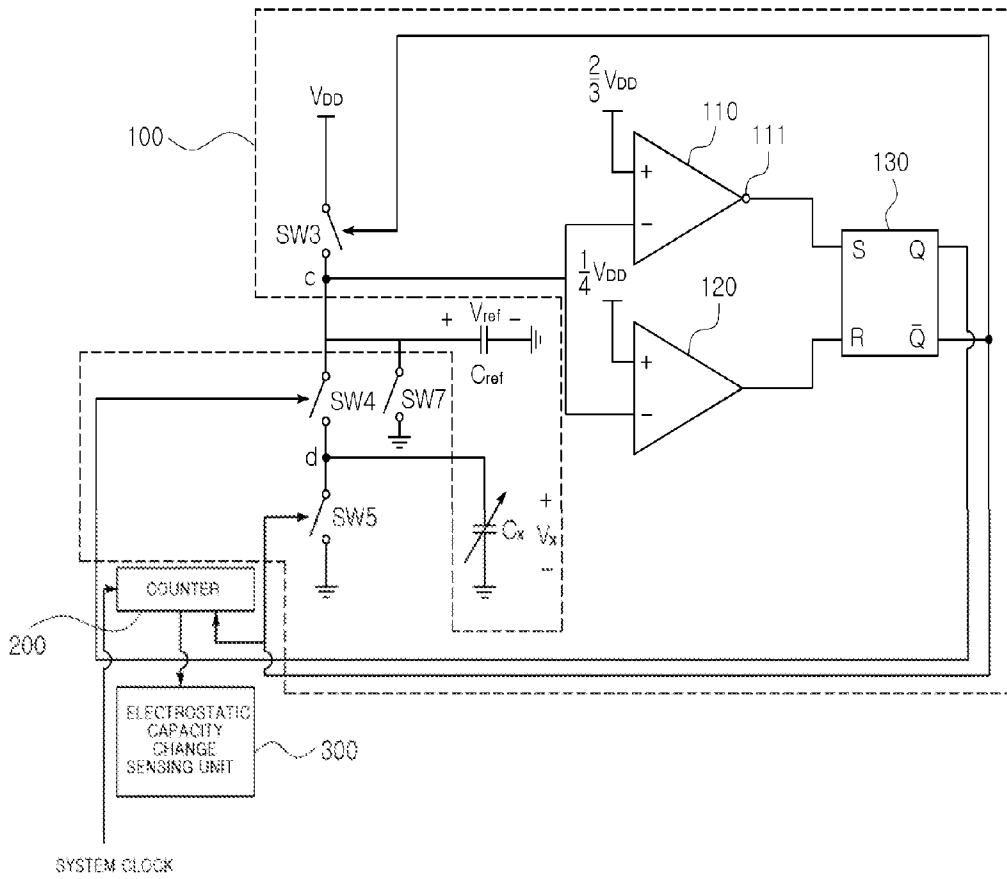 100
VDD
SW3
c
2/3 VDD
110
111
130
+
−
S Q
R Q̄
1/4 VDD
120
+
−
+ Vref −
Cref
SW4
SW7
d
SW5
Cx
+
Vx
−
COUNTER
200
ELECTROSTATIC
CAPACITY
CHANGE
SENSING UNIT
300
SYSTEM CLOCK